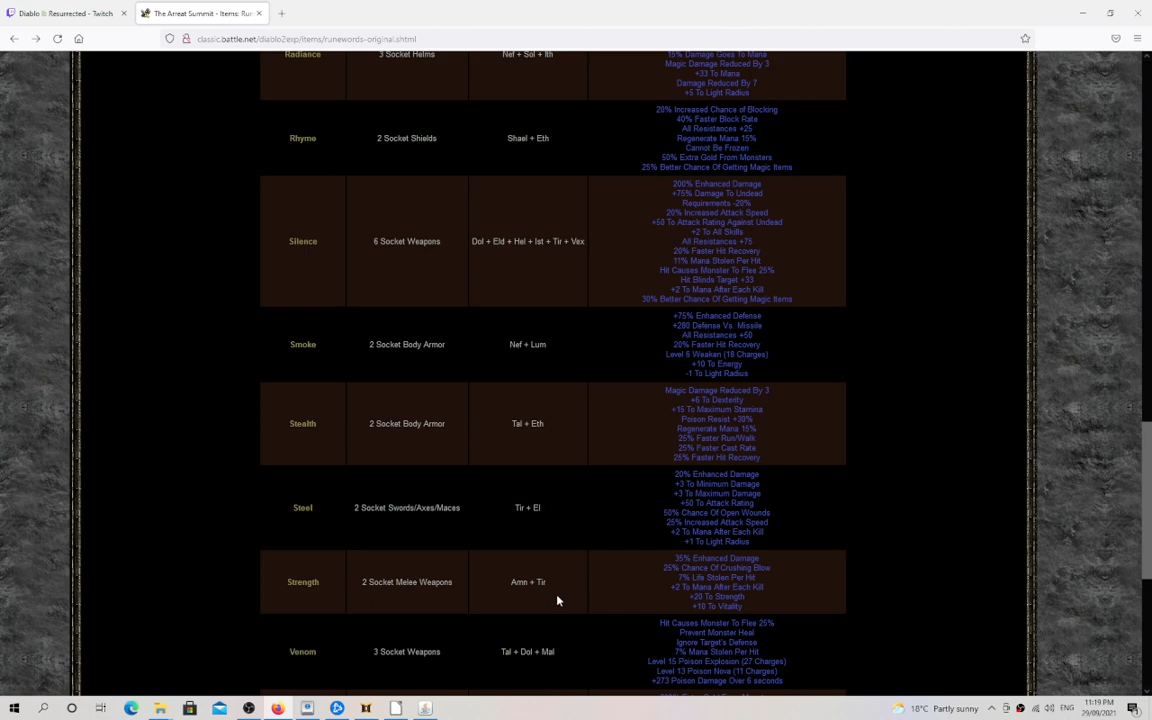 Diablo II: Resurrected - Twitch
The Arreat Summit - Items: Run
classic.battle.net/diablo2exp/items/runewords-original.shtml
Radiance
3 Socket Helms
Nef + Sol + Ith
15% Damage Goes To Mana
Magic Damage Reduced By 3
+33 To Mana
Damage Reduced By 7
+5 To Light Radius
Rhyme
2 Socket Shields
Shael + Eth
20% Increased Chance of Blocking
40% Faster Block Rate
All Resistances +25
Regenerate Mana 15%
Cannot Be Frozen
50% Extra Gold From Monsters
25% Better Chance Of Getting Magic Items
Silence
6 Socket Weapons
Dol + Eld + Hel + Ist + Tir + Vex
200% Enhanced Damage
+75% Damage To Undead
Requirements -20%
20% Increased Attack Speed
+50 To Attack Rating Against Undead
+2 To All Skills
All Resistances +75
20% Faster Hit Recovery
11% Mana Stolen Per Hit
Hit Causes Monster To Flee 25%
Hit Blinds Target +33
+2 To Mana After Each Kill
30% Better Chance Of Getting Magic Items
Smoke
2 Socket Body Armor
Nef + Lum
+75% Enhanced Defense
+280 Defense Vs. Missile
All Resistances +50
20% Faster Hit Recovery
Level 6 Weaken (18 Charges)
+10 To Energy
-1 To Light Radius
Stealth
2 Socket Body Armor
Tal + Eth
Magic Damage Reduced By 3
+6 To Dexterity
+15 To Maximum Stamina
Poison Resist +30%
Regenerate Mana 15%
25% Faster Run/Walk
25% Faster Cast Rate
25% Faster Hit Recovery
Steel
2 Socket Swords/Axes/Maces
Tir + El
20% Enhanced Damage
+3 To Minimum Damage
+3 To Maximum Damage
+50 To Attack Rating
50% Chance Of Open Wounds
25% Increased Attack Speed
+2 To Mana After Each Kill
+1 To Light Radius
Strength
2 Socket Melee Weapons
Amn + Tir
35% Enhanced Damage
25% Chance Of Crushing Blow
7% Life Stolen Per Hit
+2 To Mana After Each Kill
+20 To Strength
+10 To Vitality
Venom
3 Socket Weapons
Tal + Dol + Mal
Hit Causes Monster To Flee 25%
Prevent Monster Heal
Ignore Target's Defense
7% Mana Stolen Per Hit
Level 15 Poison Explosion (27 Charges)
Level 13 Poison Nova (11 Charges)
+273 Poison Damage Over 6 seconds
18°C Partly sunny
11:19 PM
29/09/2021